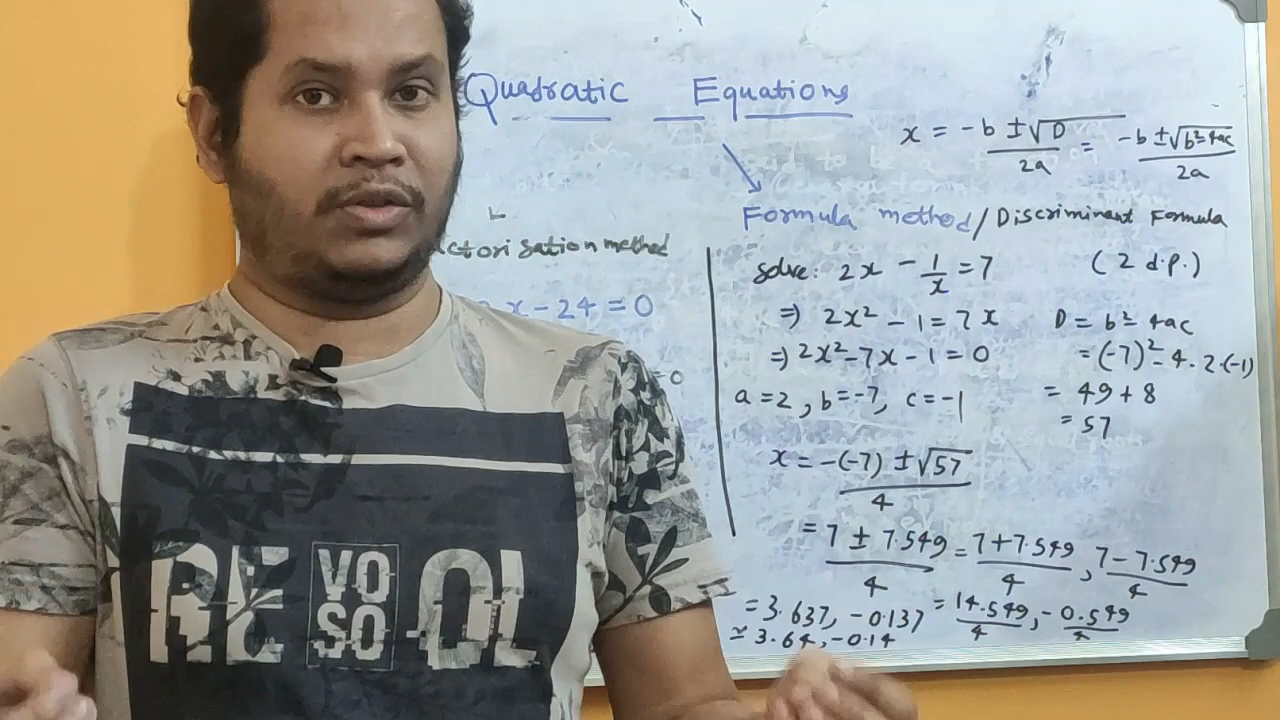 Quadratic Equations
x = -b ± √D / 2a = -b ± √b²-4ac / 2a
Formula method / Discriminant Formula
ctorisation method
x - 24 = 0
= 0
solve: 2x - 1/x = 7 (2 d.p.)
⇒ 2x² - 1 = 7x
⇒ 2x² - 7x - 1 = 0
a = 2, b = -7, c = -1
D = b² - 4ac
= (-7)² - 4 · 2 · (-1)
= 49 + 8
= 57
x = -(-7) ± √57 / 4
= 7 ± 7.549 / 4 = 7 + 7.549 / 4, 7 - 7.549 / 4
= 3.637, -0.137 = 14.549 / 4, - 0.549 / 4
≃ 3.64, -0.14
RE VO SO OL